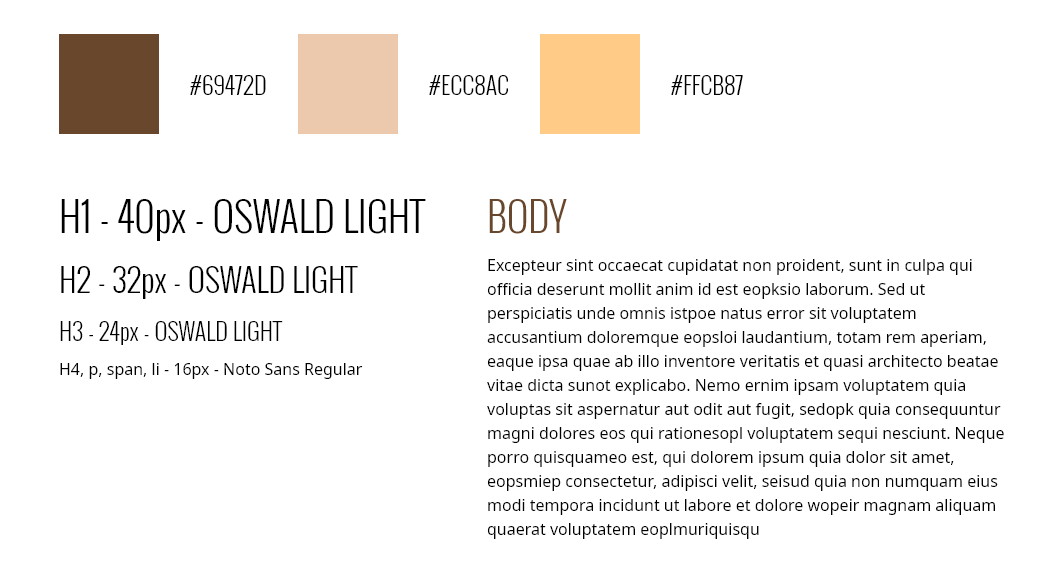 #69472D #ECC8AC #FFCB87
H1 - 40px - OSWALD LIGHT
H2 - 32px - OSWALD LIGHT
H3 - 24px - OSWALD LIGHT
H4, p, span, li - 16px - Noto Sans Regular
BODY
Excepteur sint occaecat cupidatat non proident, sunt in culpa qui
officia deserunt mollit anim id est eopksio laborum. Sed ut
perspiciatis unde omnis istpoe natus error sit voluptatem
accusantium doloremque eopsloi laudantium, totam rem aperiam,
eaque ipsa quae ab illo inventore veritatis et quasi architecto beatae
vitae dicta sunot explicabo. Nemo ernim ipsam voluptatem quia
voluptas sit aspernatur aut odit aut fugit, sedopk quia consequuntur
magni dolores eos qui rationesopl voluptatem sequi nesciunt. Neque
porro quisquameo est, qui dolorem ipsum quia dolor sit amet,
eopsmiep consectetur, adipisci velit, seisud quia non numquam eius
modi tempora incidunt ut labore et dolore wopeir magnam aliquam
quaerat voluptatem eoplmuriquisqu